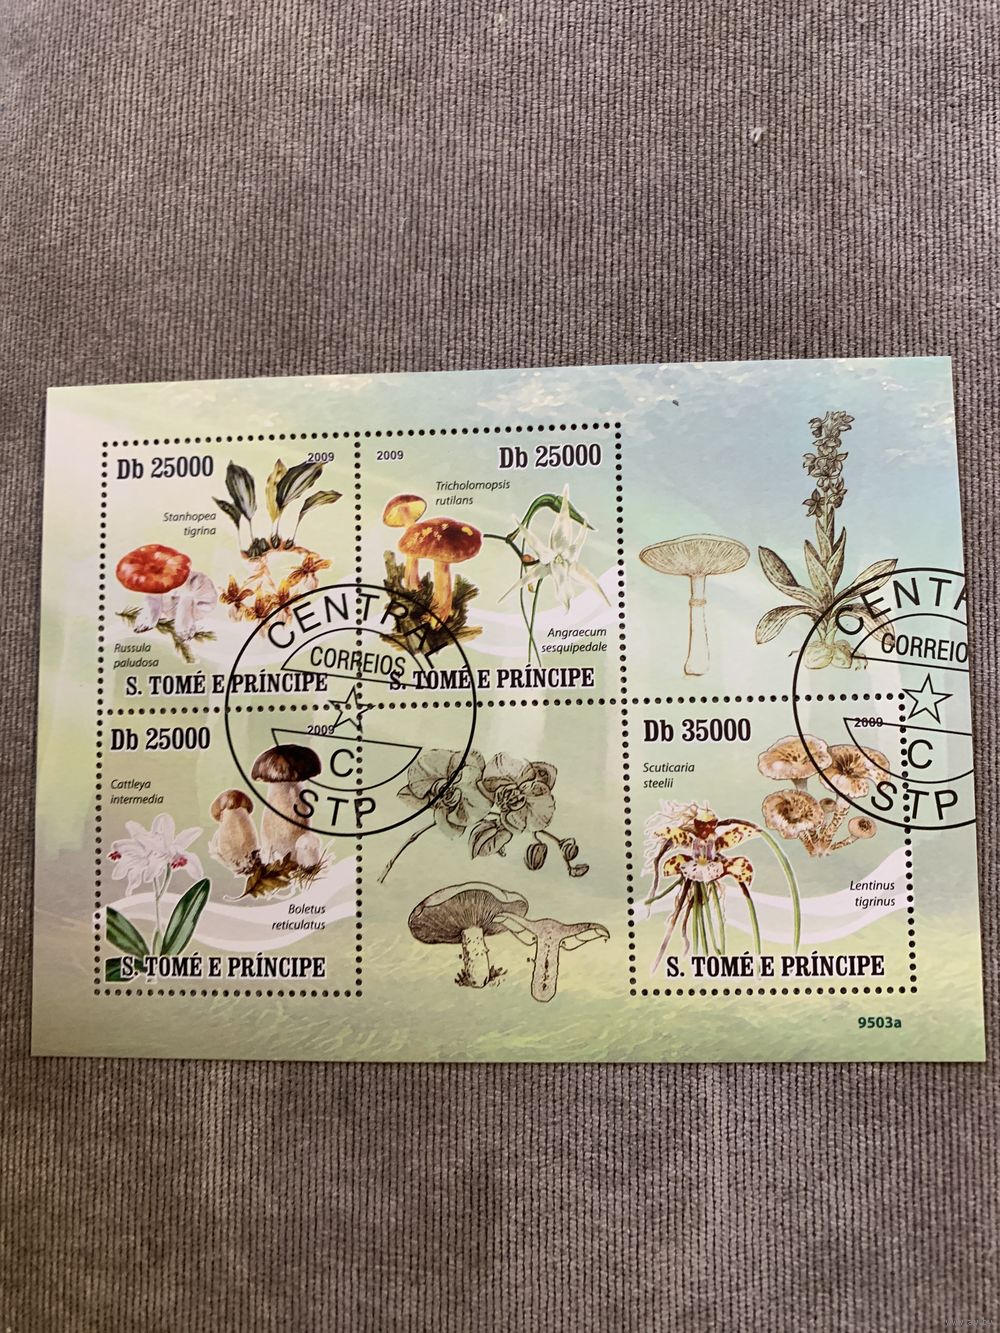 Db 25000
2009
Stanhopea
tigrina
Russula
paludosa
S. TOMÉ E PRÍNCIPE
2009
Db 25000
Tricholomopsis
rutilans
Angraecum
sesquipedale
S. TOMÉ E PRÍNCIPE
CENTRAL
CORREIOS
C
STP
Db 25000
2009
Cattleya
intermedia
Boletus
reticulatus
S. TOMÉ E PRÍNCIPE
CENTRA
CORREIO
C
STP
Db 35000
2009
Scuticaria
steelii
Lentinus
tigrinus
S. TOMÉ E PRÍNCIPE
9503a